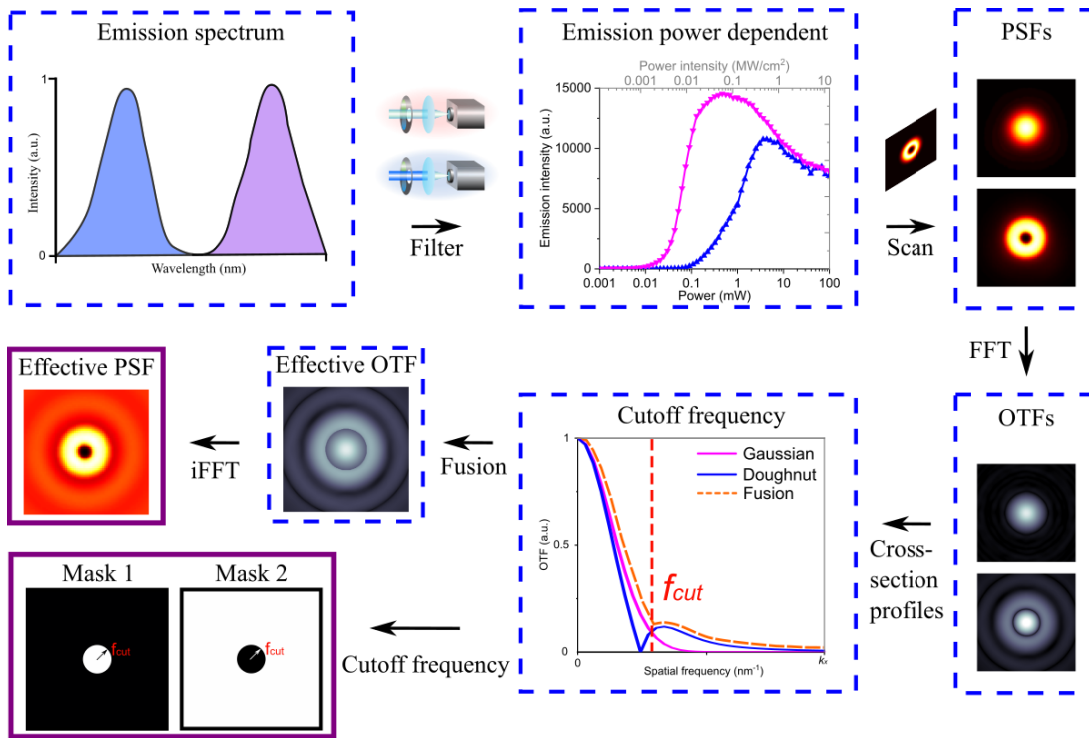 Emission spectrum
Intensity (a.u.)
1
0
Wavelength (nm)
Filter
Emission power dependent
Power intensity (MW/cm²)
0.001 0.01 0.1 1 10
Emission intensity (a.u.)
15000
10000
5000
0
0.001 0.01 0.1 1 10 100
Power (mW)
Scan
PSFs
FFT
Effective PSF
iFFT
Effective OTF
Fusion
Cutoff frequency
OTF (a.u.)
1
0.5
0
Gaussian
Doughnut
Fusion
fcut
0 kx
Spatial frequency (nm⁻¹)
OTFs
Cross-
section
profiles
Mask 1 Mask 2
fcut fcut
Cutoff frequency